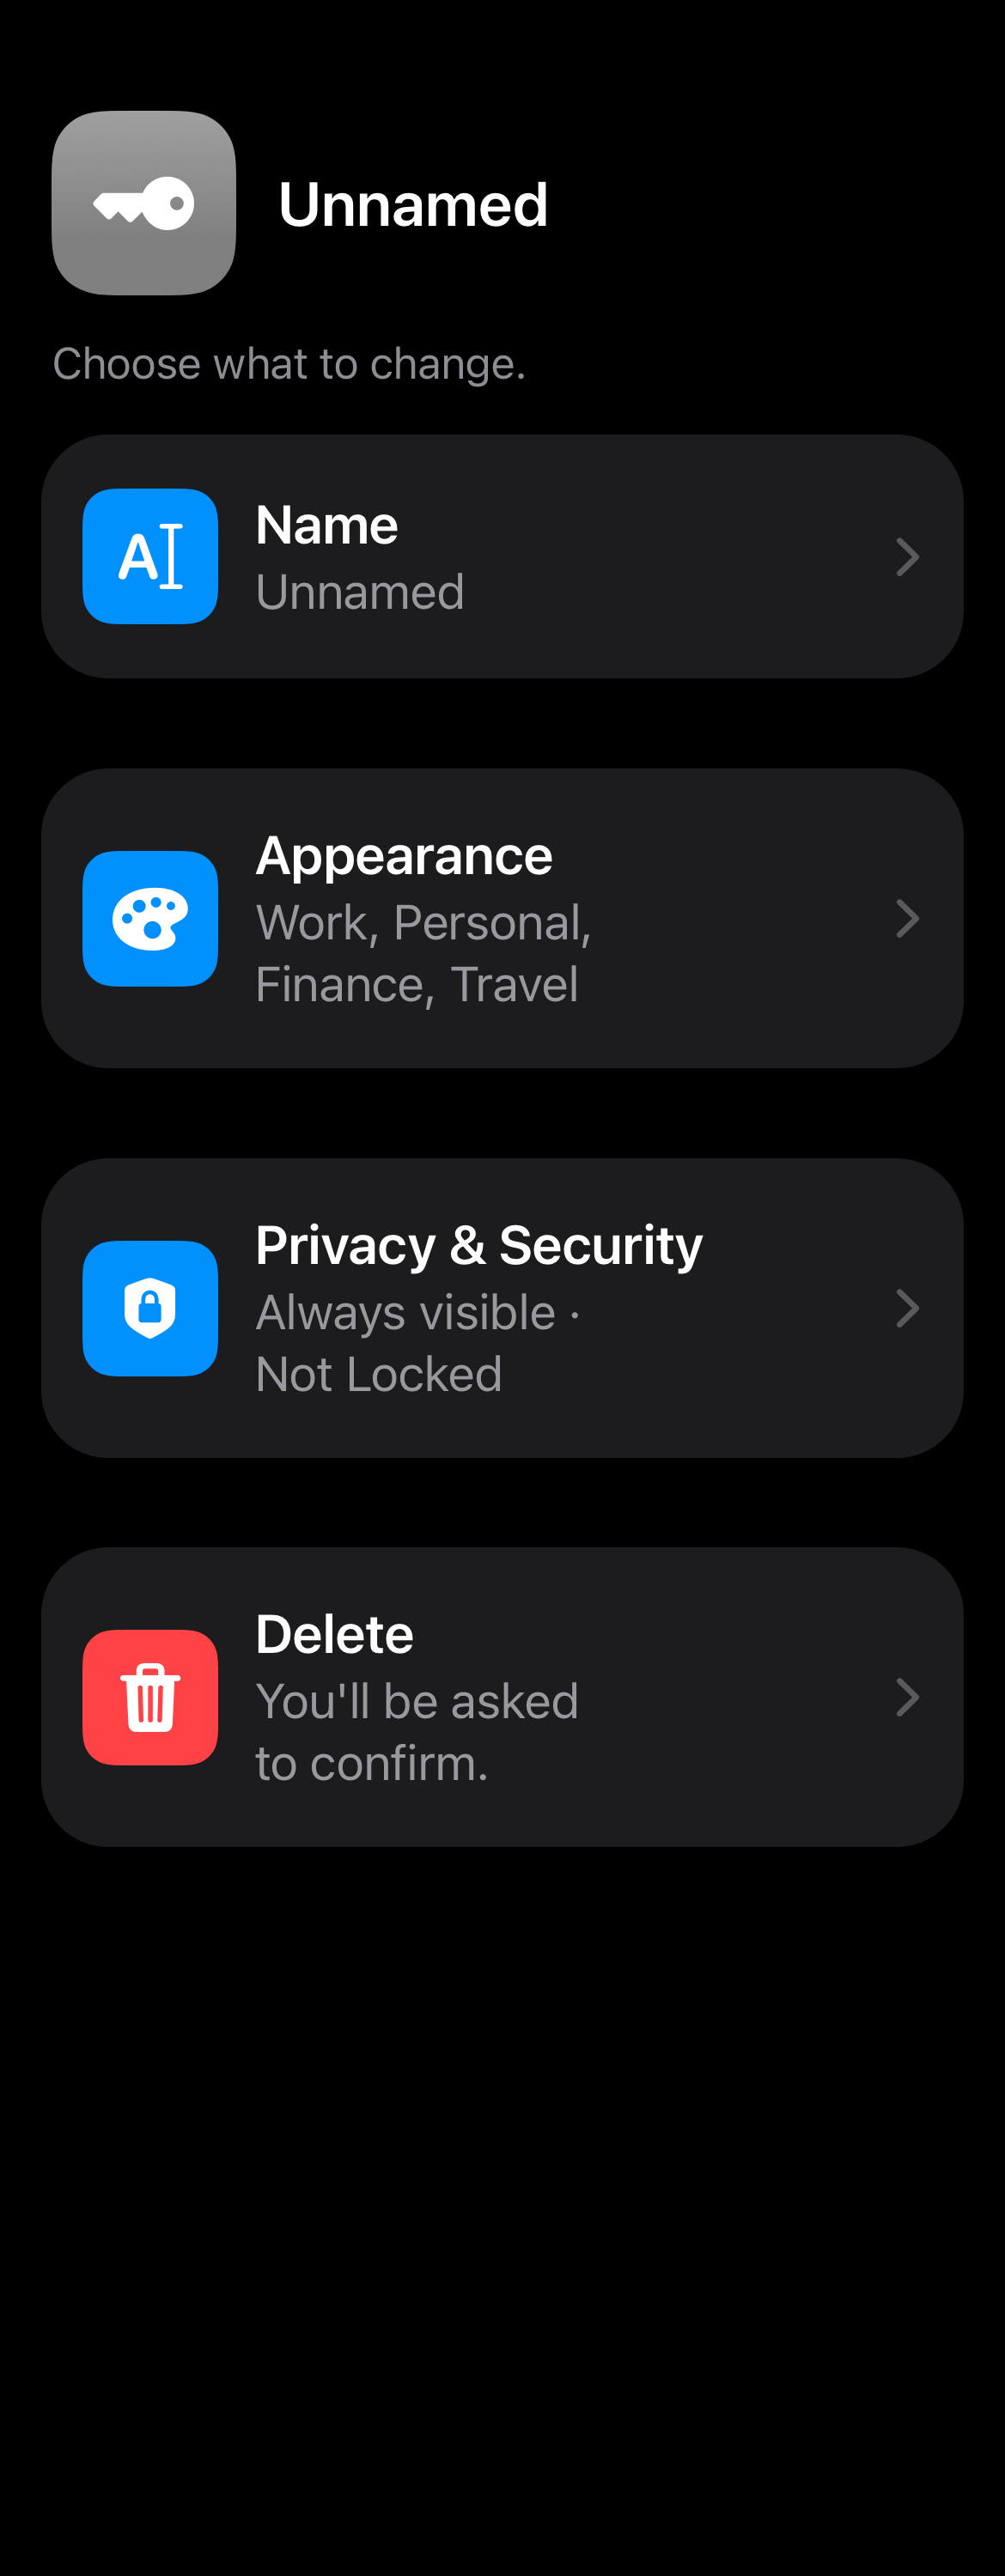 Unnamed
Choose what to change.
Name
Unnamed
Appearance
Work, Personal,
Finance, Travel
Privacy & Security
Always visible ·
Not Locked
Delete
You'll be asked
to confirm.